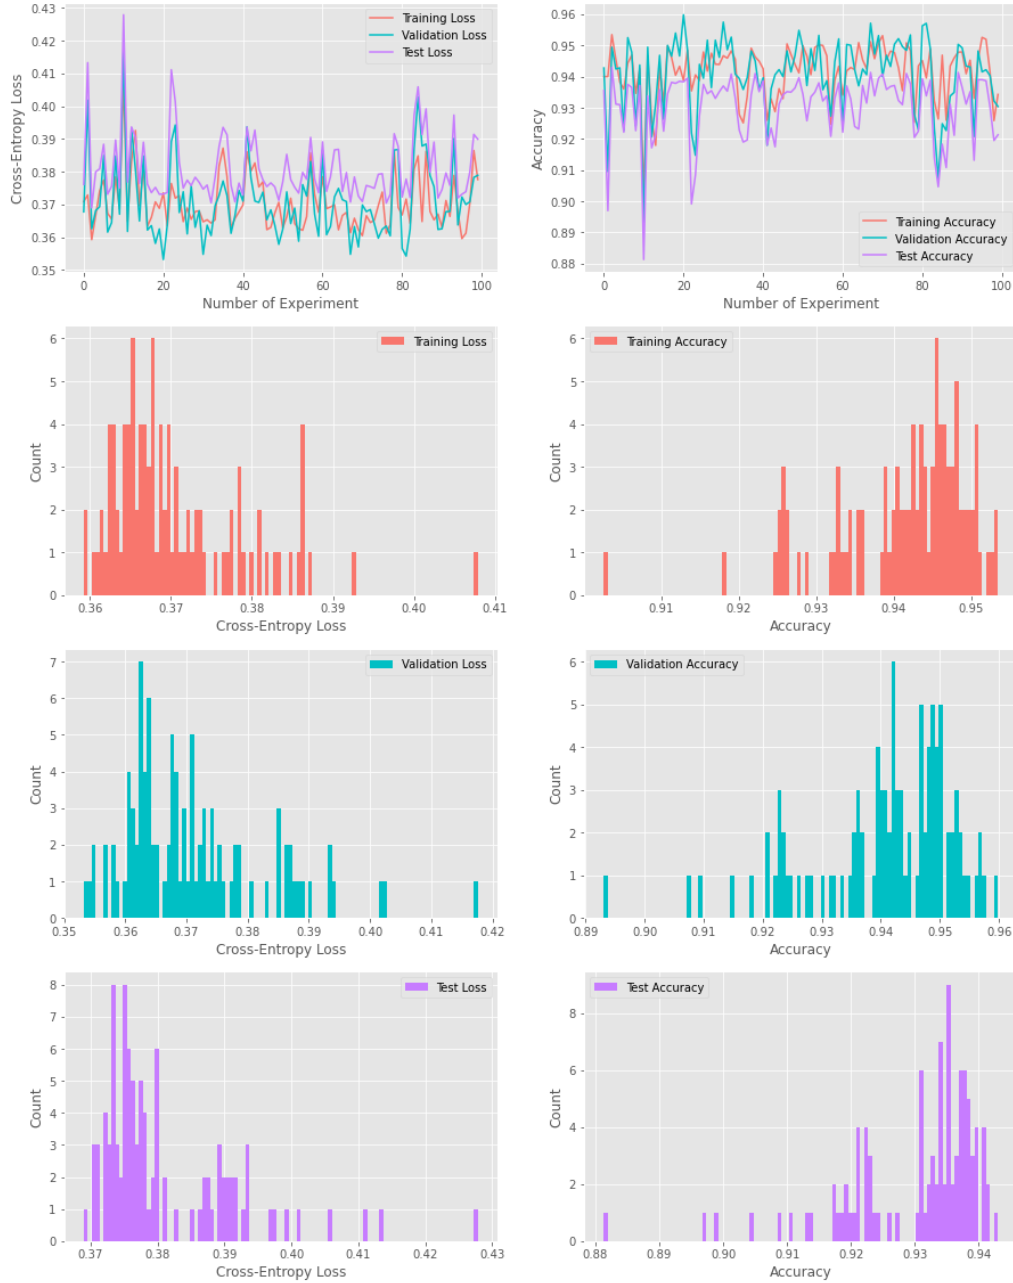 0.43
0.42
0.41
0.40
0.39
0.38
0.37
0.36
0.35
Cross-Entropy Loss
Training Loss
Validation Loss
Test Loss
0 20 40 60 80 100
Number of Experiment
0.96
0.95
0.94
0.93
0.92
0.91
0.90
0.89
0.88
Accuracy
Training Accuracy
Validation Accuracy
Test Accuracy
0 20 40 60 80 100
Number of Experiment
6
5
4
3
2
1
0
Count
Training Loss
0.36 0.37 0.38 0.39 0.40 0.41
Cross-Entropy Loss
6
5
4
3
2
1
0
Count
Training Accuracy
0.91 0.92 0.93 0.94 0.95
Accuracy
7
6
5
4
3
2
1
0
Count
Validation Loss
0.35 0.36 0.37 0.38 0.39 0.40 0.41 0.42
Cross-Entropy Loss
6
5
4
3
2
1
0
Count
Validation Accuracy
0.89 0.90 0.91 0.92 0.93 0.94 0.95 0.96
Accuracy
8
7
6
5
4
3
2
1
0
Count
Test Loss
0.37 0.38 0.39 0.40 0.41 0.42 0.43
Cross-Entropy Loss
8
6
4
2
0
Count
Test Accuracy
0.88 0.89 0.90 0.91 0.92 0.93 0.94
Accuracy